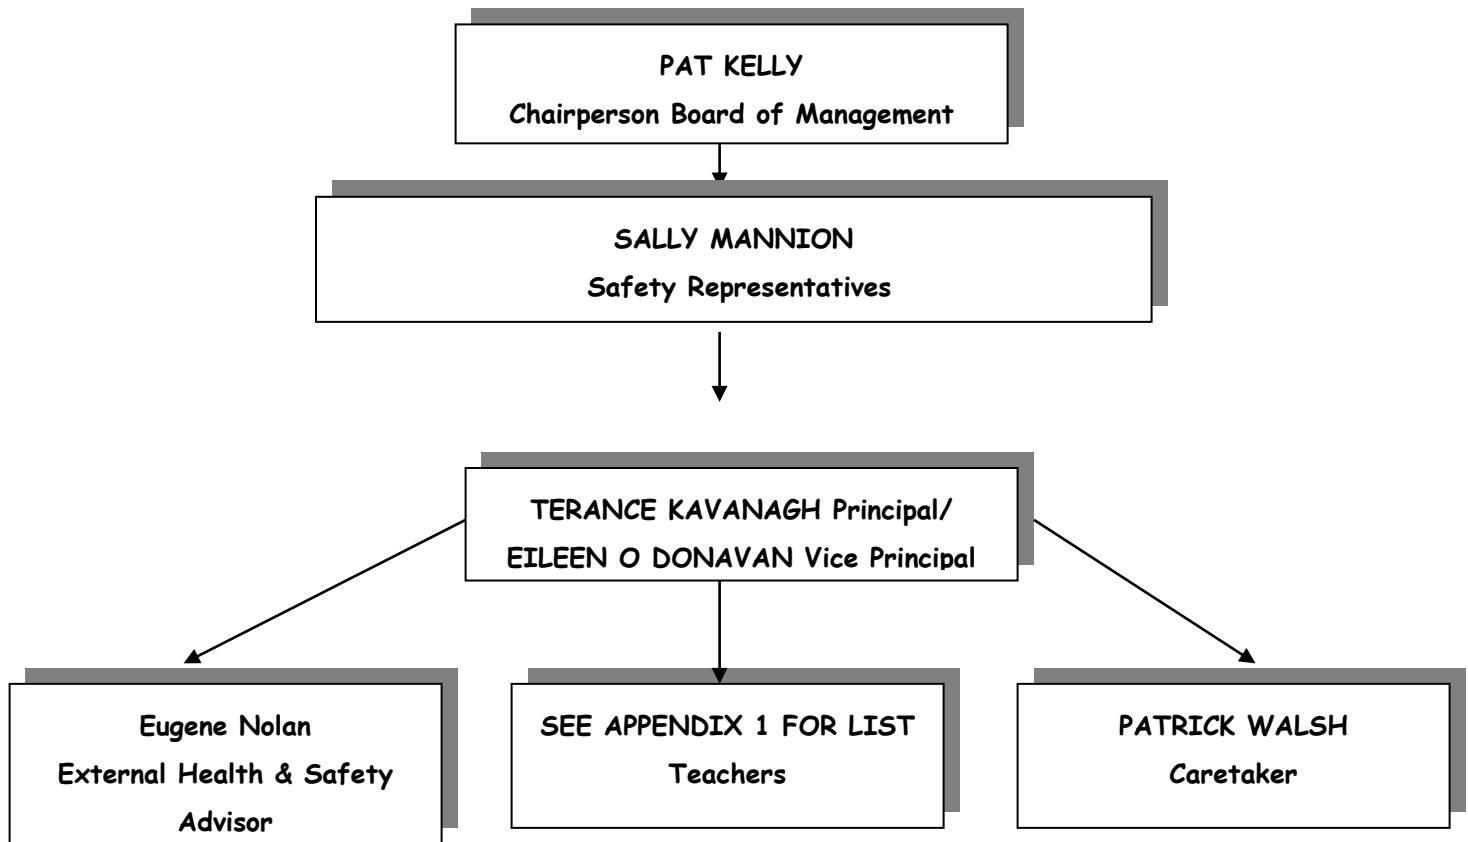 PAT KELLY
Chairperson Board of Management
SALLY MANNION
Safety Representatives
TERANCE KAVANAGH Principal/
EILEEN O DONAVAN Vice Principal
Eugene Nolan
External Health & Safety
Advisor
SEE APPENDIX 1 FOR LIST
Teachers
PATRICK WALSH
Caretaker